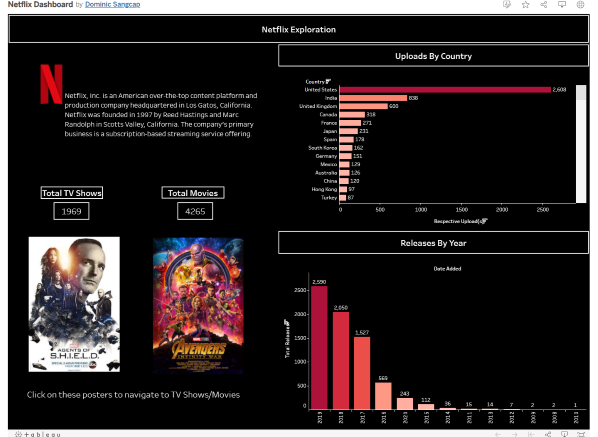 Netflix Dashboard by Dominic Sangcap
Netflix Exploration
N
Netflix, inc. is an American over-the-top content platform and
production company headquartered in Los Gatos, California.
Netflix was founded in 1997 by Reed Hastings and Marc
Randolph in Scotts Valley, California. The company's primary
business is a subscription-based streaming service offering.
Total TV Shows
1969
Total Movies
4265
AGENTS OF
S.H.I.E.L.D.
abc
MARVEL STUDIOS
AVENGERS
INFINITY WAR
Click on these posters to navigate to TV Shows/Movies
Uploads By Country
Country
United States 2,608
India 838
United Kingdom 600
Canada 318
France 271
Japan 231
Spain 178
South Korea 162
Germany 151
Mexico 129
Australia 126
China 120
Hong Kong 97
Turkey 87
0 500 1000 1500 2000 2500
Respective Upload(s)
Releases By Year
Date Added
Total Release
2500
2000
1500
1000
500
0
2,590 2,050 1,527 569 243 112 36 15 14 7 2 2 1
2019 2018 2017 2016 2020 2015 2014 2011 2013 2012 2009 2008 2010
+ a b l e a u